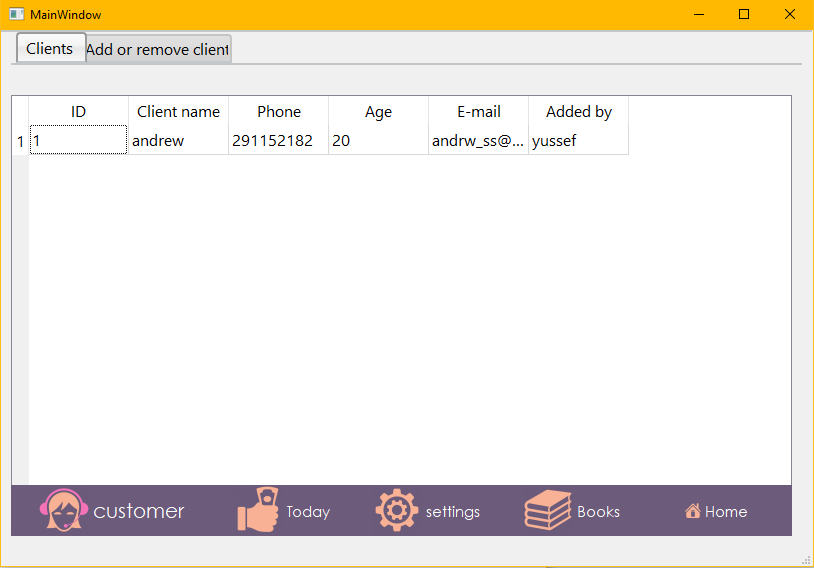 MainWindow
Clients Add or remove client
ID Client name Phone Age E-mail Added by
1 1 andrew 291152182 20 andrw_ss@... yussef
customer Today settings Books Home